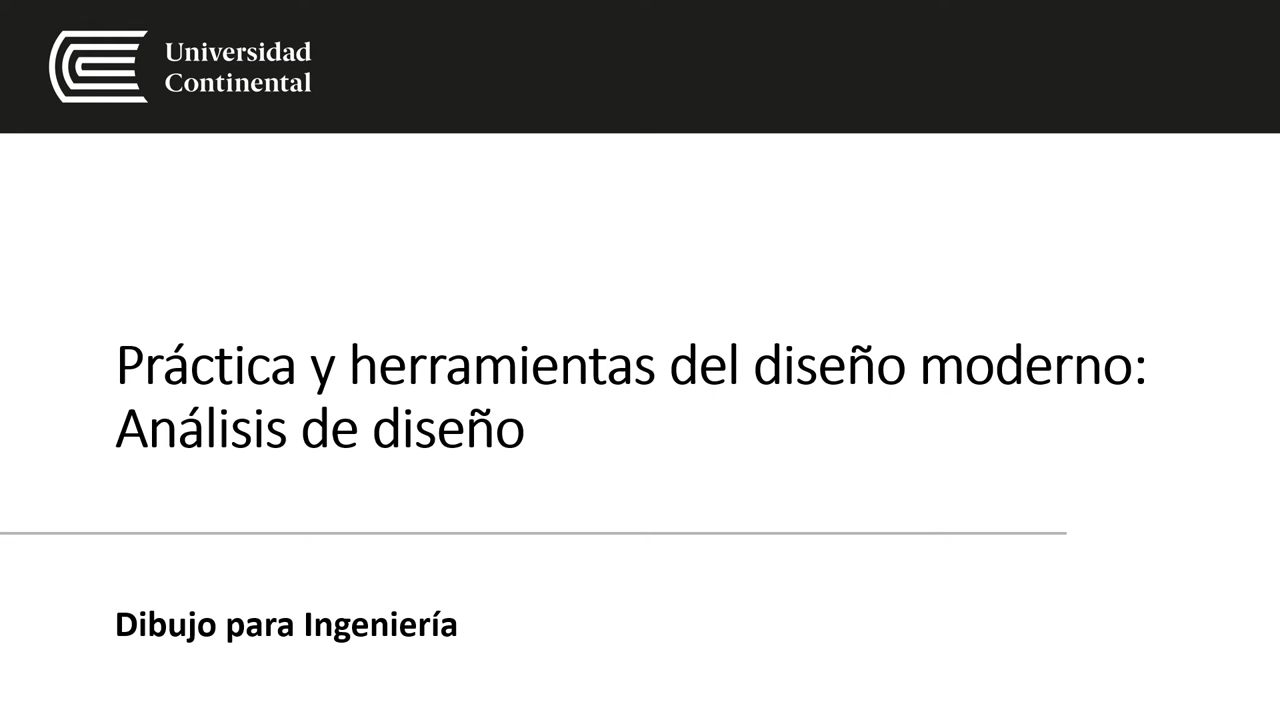 Universidad
Continental
Práctica y herramientas del diseño moderno:
Análisis de diseño
Dibujo para Ingeniería